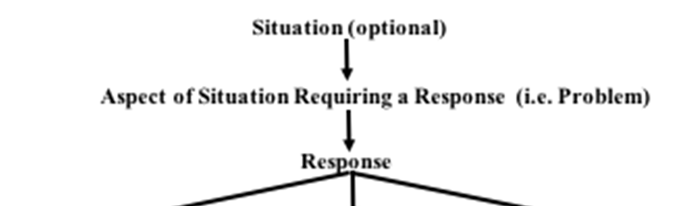 Situation (optional)
Aspect of Situation Requiring a Response (i.e. Problem)
Response